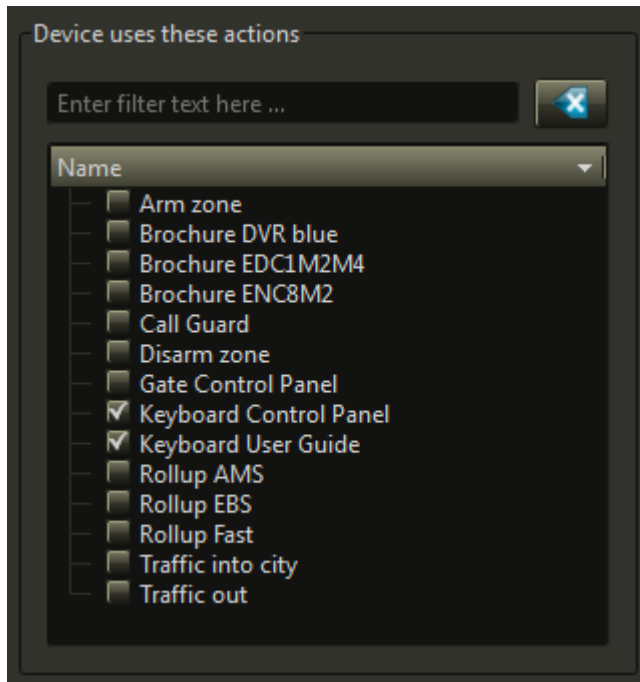 Device uses these actions
Enter filter text here ...
Name
Arm zone
Brochure DVR blue
Brochure EDC1M2M4
Brochure ENC8M2
Call Guard
Disarm zone
Gate Control Panel
Keyboard Control Panel
Keyboard User Guide
Rollup AMS
Rollup EBS
Rollup Fast
Traffic into city
Traffic out